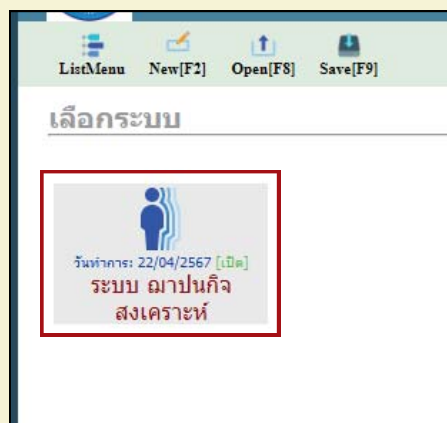 ListMenu New[F2] Open[F8] Save[F9]
เลือกระบบ
วันทำการ: 22/04/2567 [เปิด]
ระบบ ฌาปนกิจ
สงเคราะห์